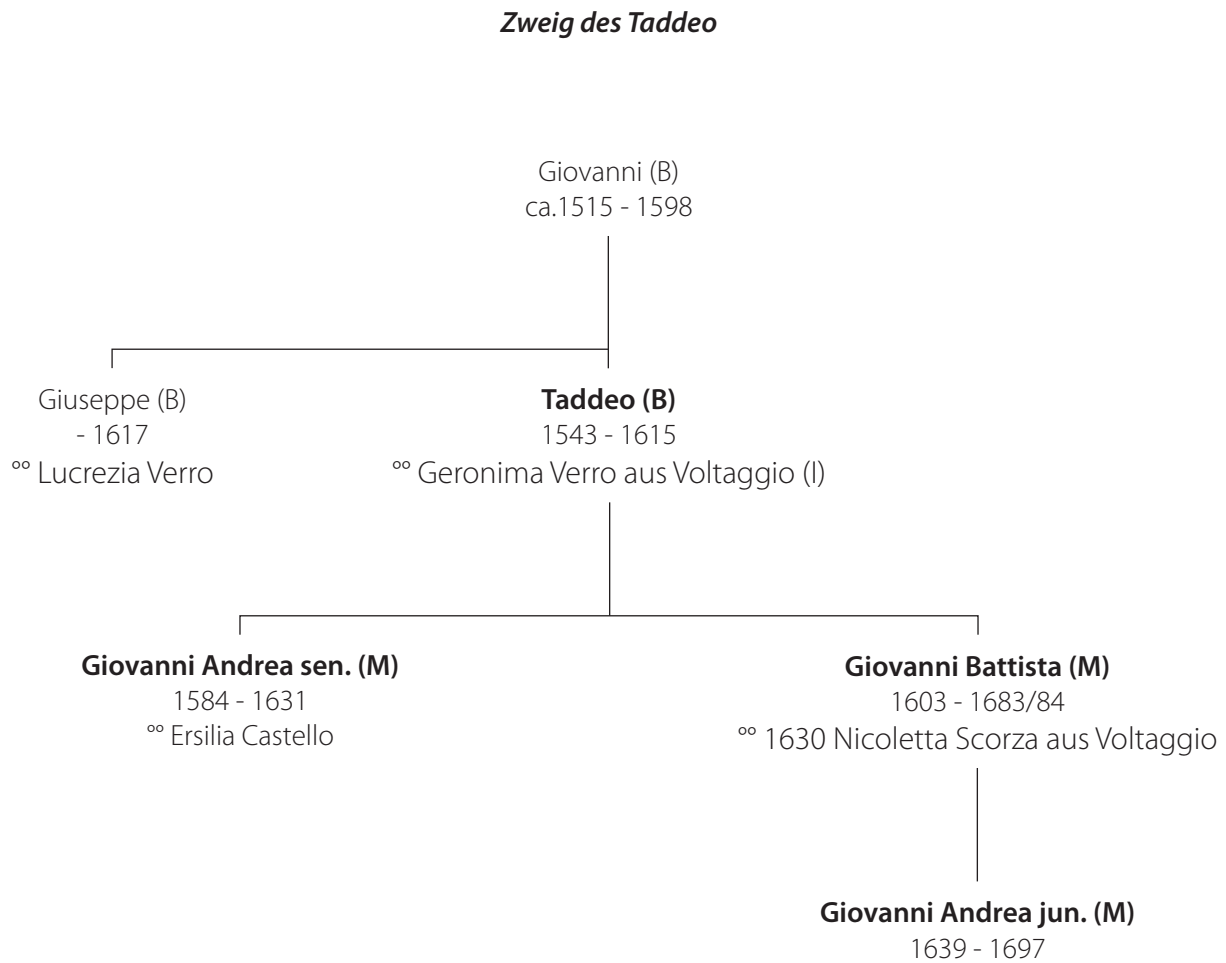 Zweig des Taddeo
Giovanni (B)
ca.1515 - 1598
Giuseppe (B)
- 1617
°° Lucrezia Verro
Taddeo (B)
1543 - 1615
°° Geronima Verro aus Voltaggio (I)
Giovanni Andrea sen. (M)
1584 - 1631
°° Ersilia Castello
Giovanni Battista (M)
1603 - 1683/84
°° 1630 Nicoletta Scorza aus Voltaggio
Giovanni Andrea jun. (M)
1639 - 1697